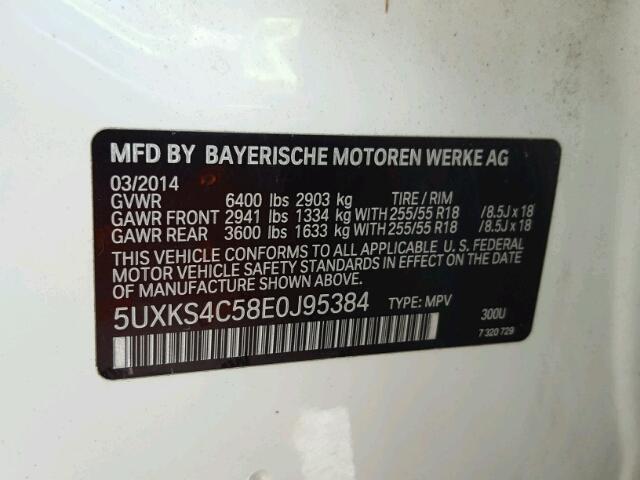 MFD BY BAYERISCHE MOTOREN WERKE AG
03/2014
GVWR 6400 lbs 2903 kg TIRE / RIM
GAWR FRONT 2941 lbs 1334 kg WITH 255/55 R18 /8.5J x 18
GAWR REAR 3600 lbs 1633 kg WITH 255/55 R18 /8.5J x 18
THIS VEHICLE CONFORMS TO ALL APPLICABLE U. S. FEDERAL
MOTOR VEHICLE SAFETY STANDARDS IN EFFECT ON THE DATE
OF MANUFACTURE SHOWN ABOVE.
5UXKS4C58E0J95384 TYPE: MPV 300U
7 320 729